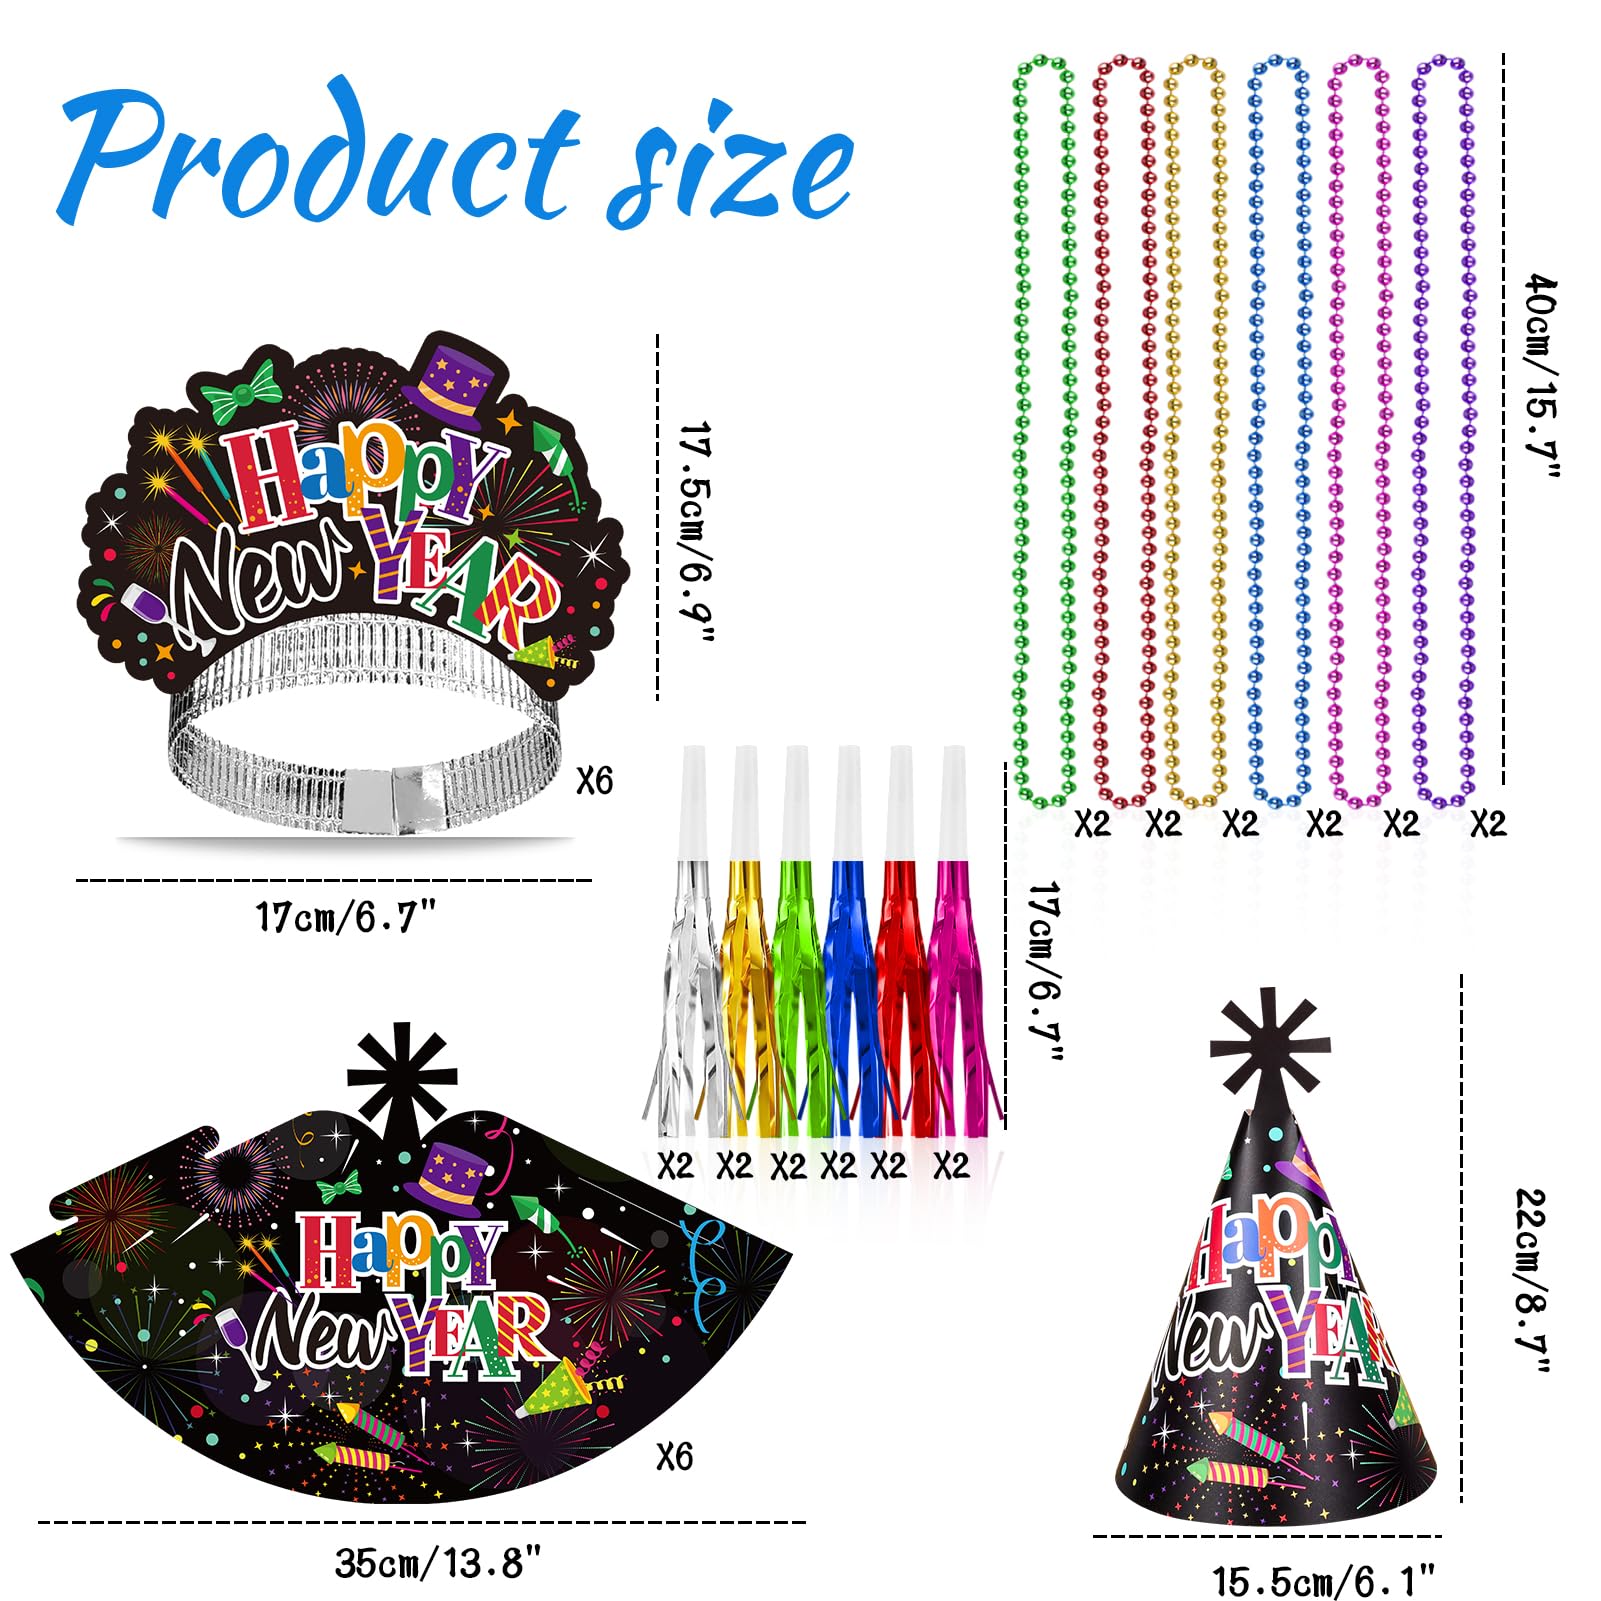 Product size
Happy
New Year
17.5cm/6.9"
X6
17cm/6.7"
40cm/15.7"
X2 X2 X2 X2 X2 X2
17cm/6.7"
X2 X2 X2 X2 X2 X2
Happy
New YEAR
X6
35cm/13.8"
Happy
New YEAR
22cm/8.7"
15.5cm/6.1"